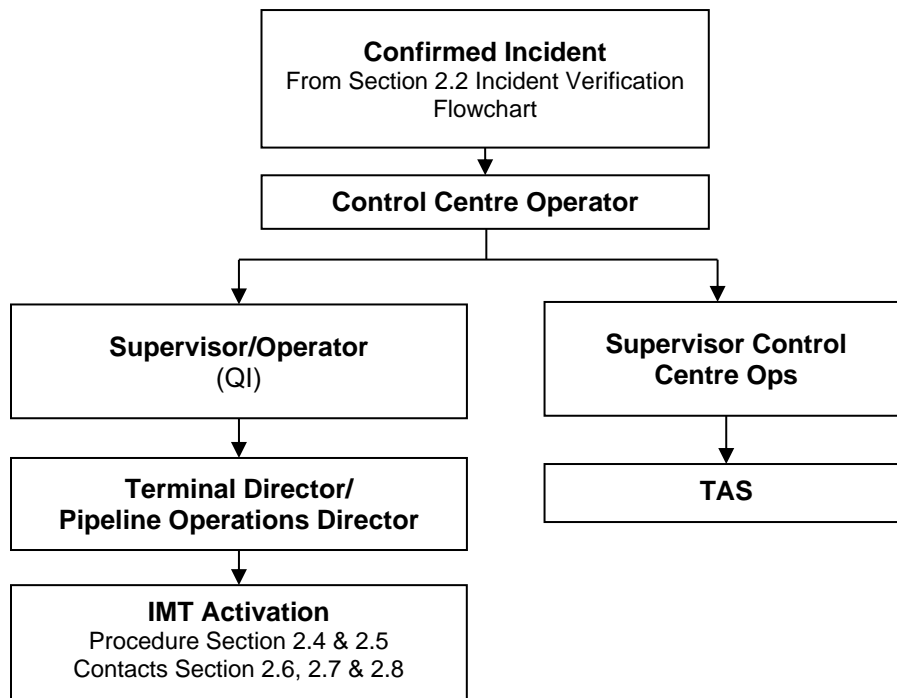 Confirmed Incident
From Section 2.2 Incident Verification
Flowchart
Control Centre Operator
Supervisor/Operator
(QI)
Supervisor Control
Centre Ops
Terminal Director/
Pipeline Operations Director
TAS
IMT Activation
Procedure Section 2.4 & 2.5
Contacts Section 2.6, 2.7 & 2.8